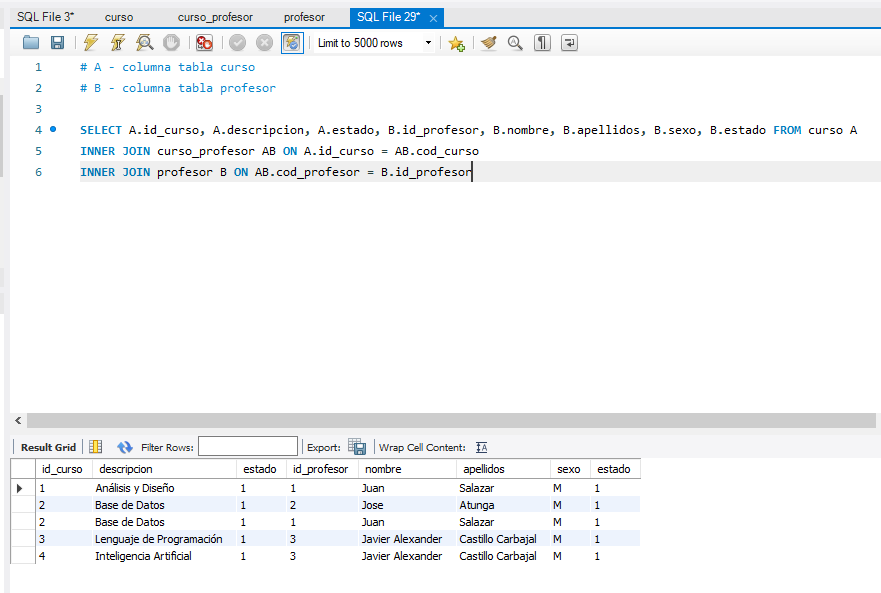 SQL File 3* curso curso_profesor profesor SQL File 29*
Limit to 5000 rows
1 # A - columna tabla curso
2 # B - columna tabla profesor
3
4 SELECT A.id_curso, A.descripcion, A.estado, B.id_profesor, B.nombre, B.apellidos, B.sexo, B.estado FROM curso A
5 INNER JOIN curso_profesor AB ON A.id_curso = AB.cod_curso
6 INNER JOIN profesor B ON AB.cod_profesor = B.id_profesor
Result Grid Filter Rows: Export: Wrap Cell Content:
id_curso descripcion estado id_profesor nombre apellidos sexo estado
1 Análisis y Diseño 1 1 Juan Salazar M 1
2 Base de Datos 1 2 Jose Atunga M 1
2 Base de Datos 1 1 Juan Salazar M 1
3 Lenguaje de Programación 1 3 Javier Alexander Castillo Carbajal M 1
4 Inteligencia Artificial 1 3 Javier Alexander Castillo Carbajal M 1